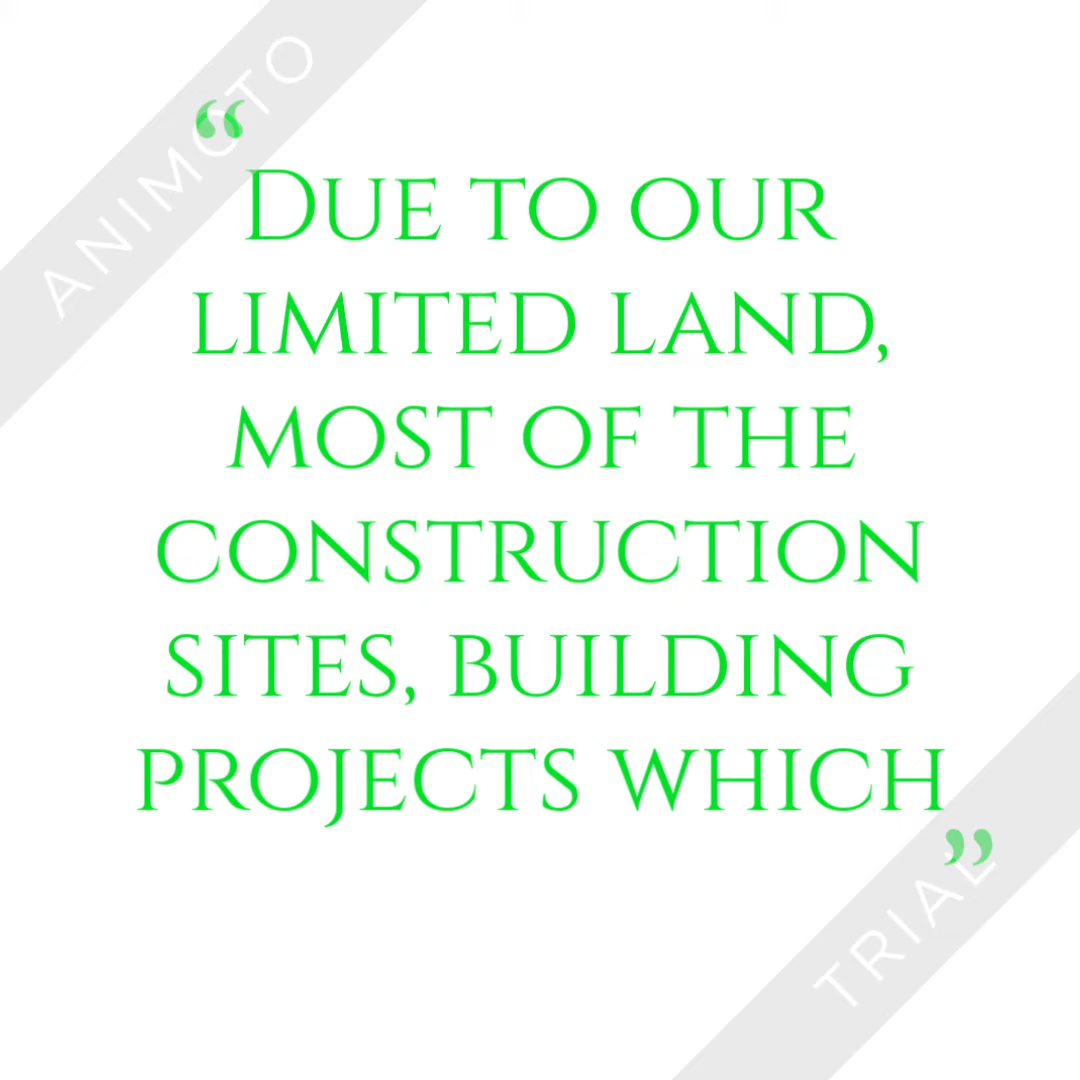 ANIMOTO
“
Due to our
limited land,
most of the
construction
sites, building
projects which
”
TRIAL